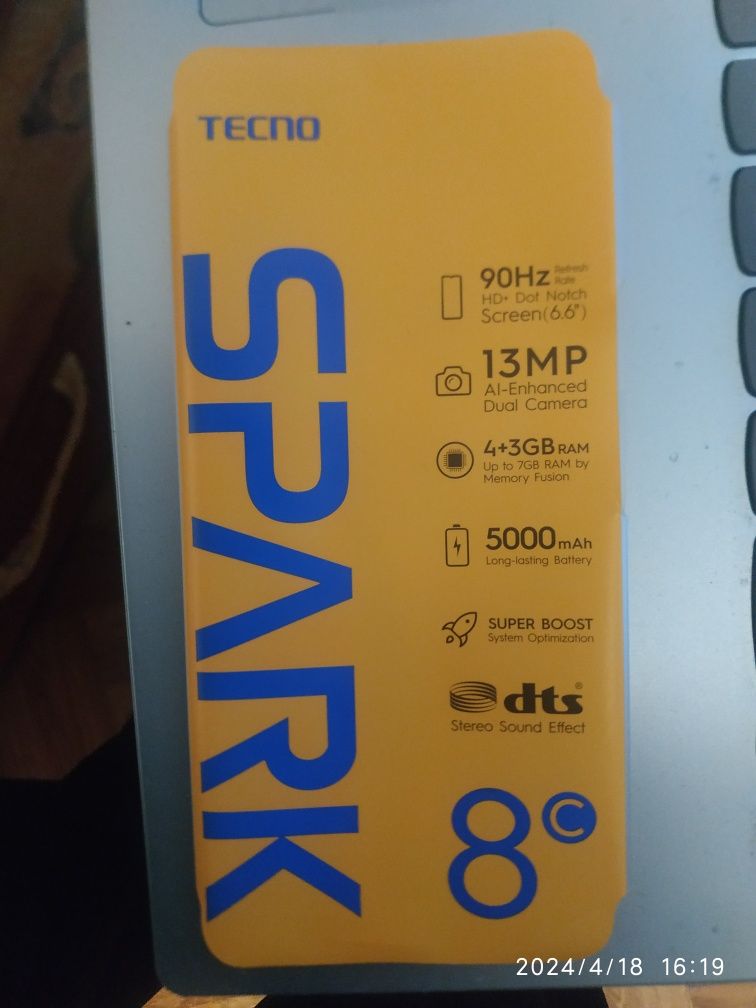 TECNO
SPARK
90Hz Refresh Rate
HD+ Dot Notch
Screen(6.6")
13MP
AI-Enhanced
Dual Camera
4+3GB RAM
Up to 7GB RAM by
Memory Fusion
5000mAh
Long-lasting Battery
SUPER BOOST
System Optimization
dts®
Stereo Sound Effect
8C
2024/4/18 16:19